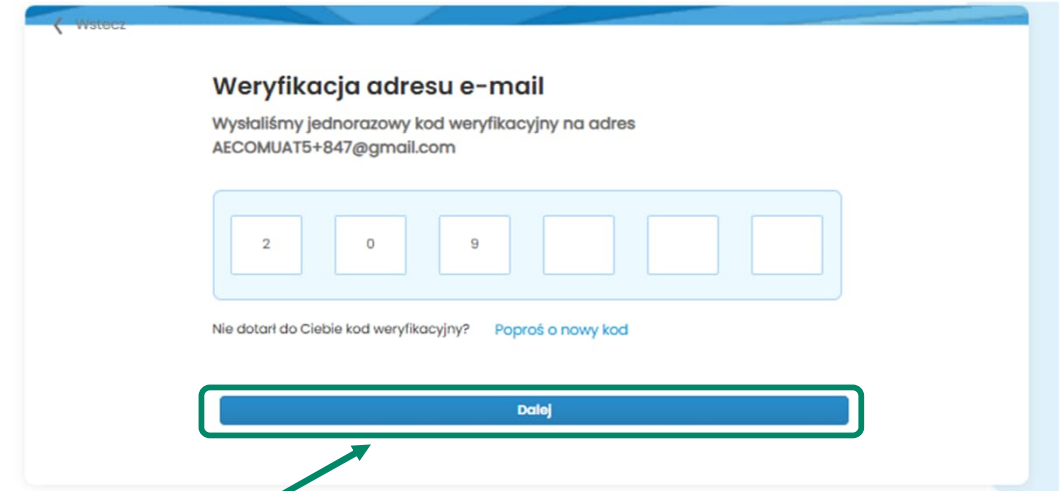 Wstecz
Weryfikacja adresu e-mail
Wysłaliśmy jednorazowy kod weryfikacyjny na adres
AECOMUAT5+847@gmail.com
2 0 9
Nie dotarł do Ciebie kod weryfikacyjny? Poproś o nowy kod
Dalej